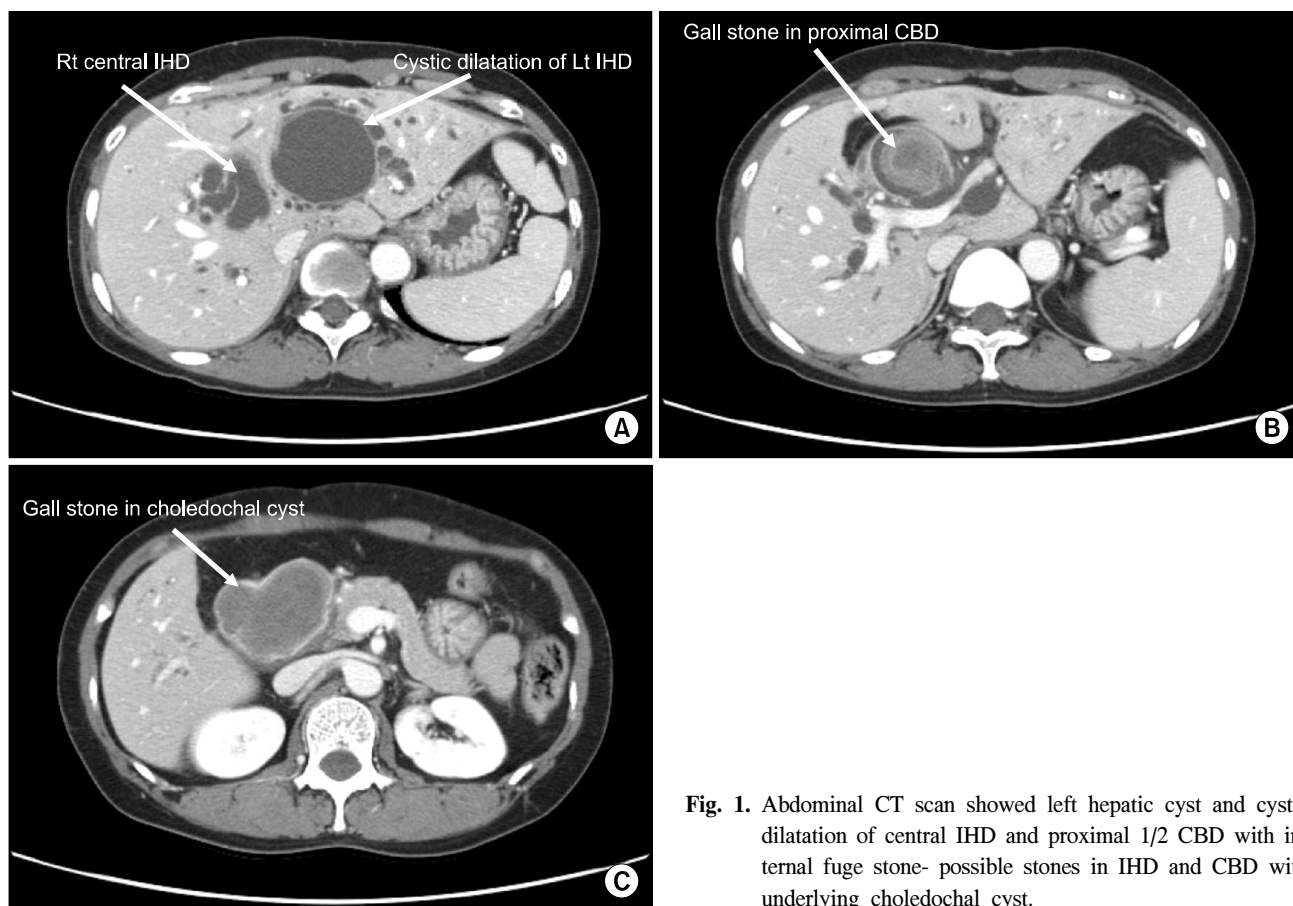 Rt central IHD
Cystic dilatation of Lt IHD
A
Gall stone in proximal CBD
B
Gall stone in choledochal cyst
C
Fig. 1. Abdominal CT scan showed left hepatic cyst and cyst
dilatation of central IHD and proximal 1/2 CBD with in
ternal fuge stone- possible stones in IHD and CBD wit
underlying choledochal cyst.